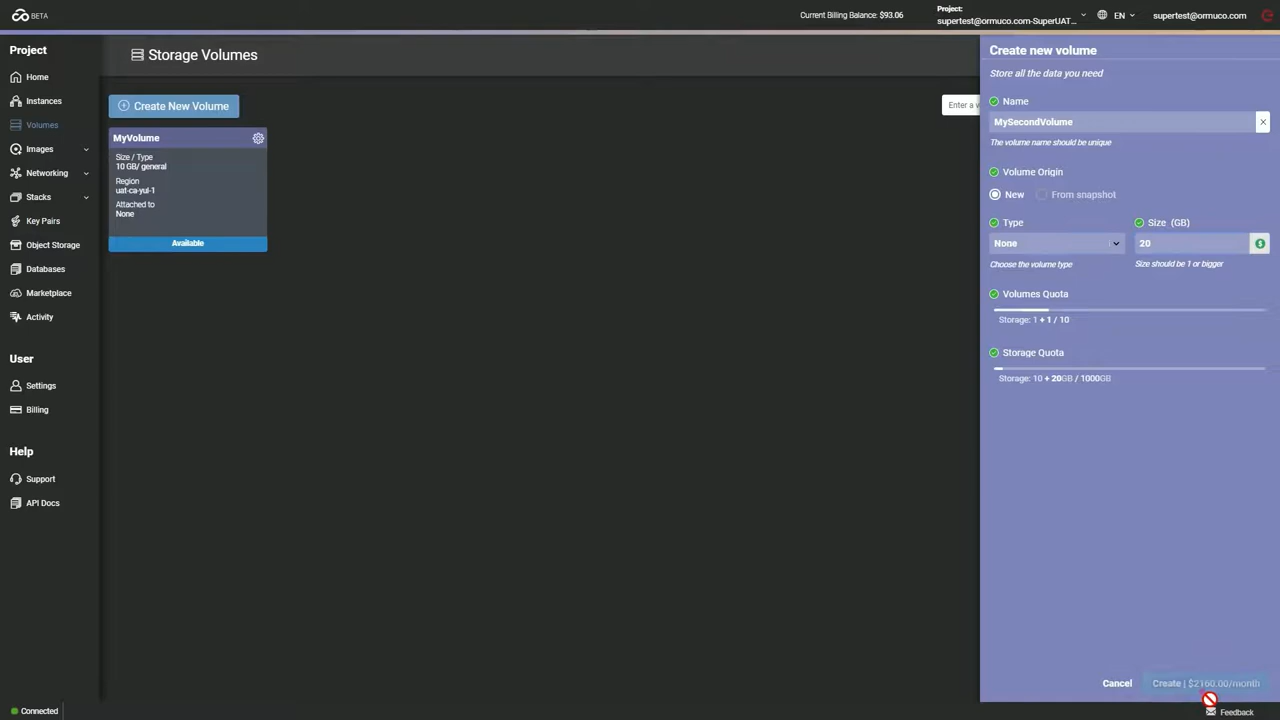 BETA
Current Billing Balance: $93.06
Project:
supertest@ormuco.com-SuperUAT_...
EN
supertest@ormuco.com
Project
Home
Instances
Volumes
Images
Networking
Stacks
Key Pairs
Object Storage
Databases
Marketplace
Activity
User
Settings
Billing
Help
Support
API Docs
Connected
Storage Volumes
Create New Volume
Enter a v
MyVolume
Size / Type
10 GB/ general
Region
uat-ca-yul-1
Attached to
None
Available
Create new volume
Store all the data you need
Name
MySecondVolume
The volume name should be unique
Volume Origin
New From snapshot
Type Size (GB)
None 20
Choose the volume type Size should be 1 or bigger
Volumes Quota
Storage: 1 + 1 / 10
Storage Quota
Storage: 10 + 20GB / 1000GB
Cancel Create | $2160.00/month
Feedback